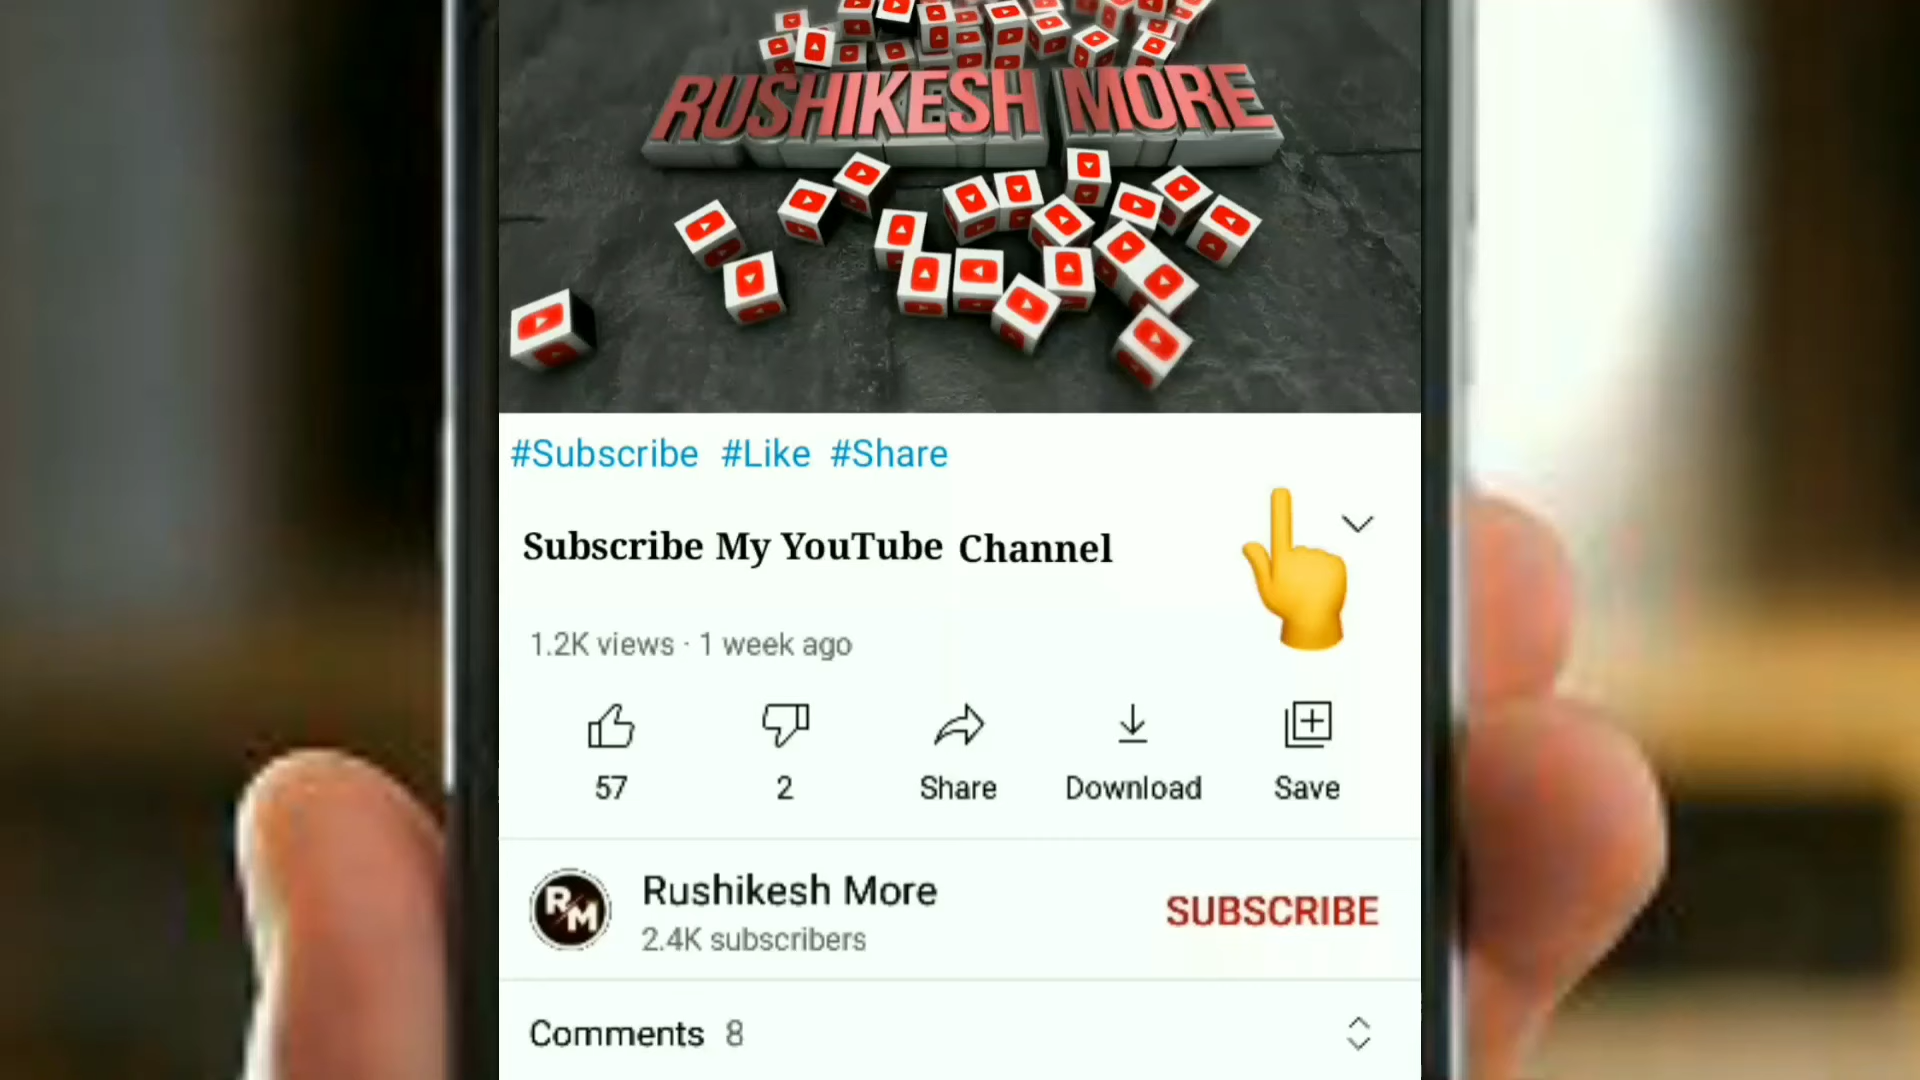 RUSHIKESH MORE
#Subscribe #Like #Share
Subscribe My YouTube Channel
1.2K views · 1 week ago
57 2 Share Download Save
RM
Rushikesh More
SUBSCRIBE
2.4K subscribers
Comments 8